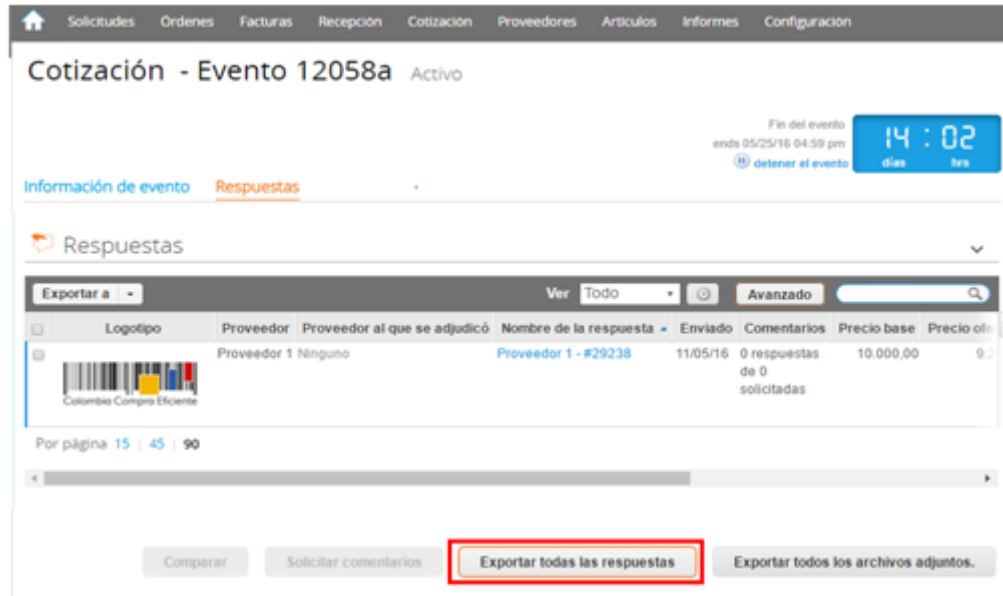 Solicitudes Ordenes Facturas Recepción Cotización Proveedores Artículos Informes Configuración
Cotización - Evento 12058a Activo
Fin del evento
ends 05/25/16 04:59 pm
detener el evento
14 : 02
días hrs
Información de evento Respuestas
Respuestas
Exportar a Ver Todo Avanzado
Logotipo Proveedor Proveedor al que se adjudicó Nombre de la respuesta Enviado Comentarios Precio base Precio
Proveedor 1 Ninguno Proveedor 1 - #29238 11/05/16 0 respuestas de 0 solicitadas 10.000,00
Colombia Compra Eficiente
Por página 15 | 45 | 90
Comparar Solicitar comentarios Exportar todas las respuestas Exportar todos los archivos adjuntos.